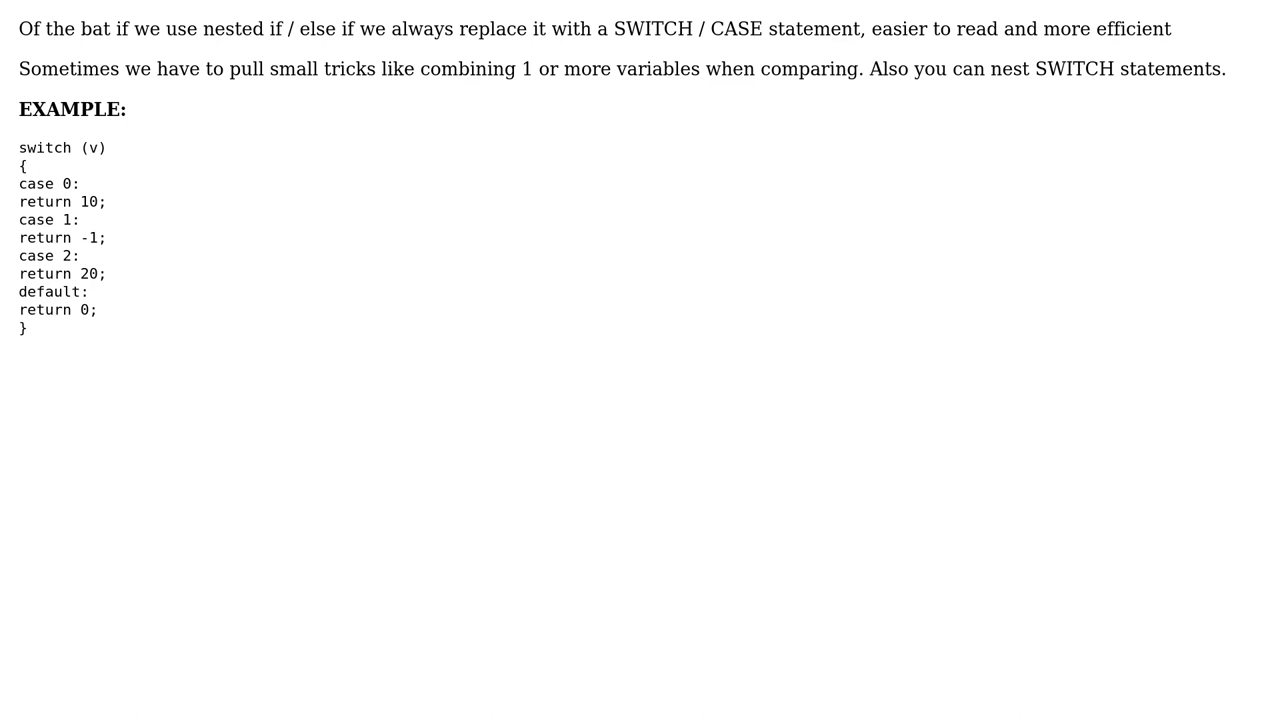 Of the bat if we use nested if / else if we always replace it with a SWITCH / CASE statement, easier to read and more efficient
Sometimes we have to pull small tricks like combining 1 or more variables when comparing. Also you can nest SWITCH statements.
EXAMPLE:
switch (v)
{
case 0:
return 10;
case 1:
return -1;
case 2:
return 20;
default:
return 0;
}